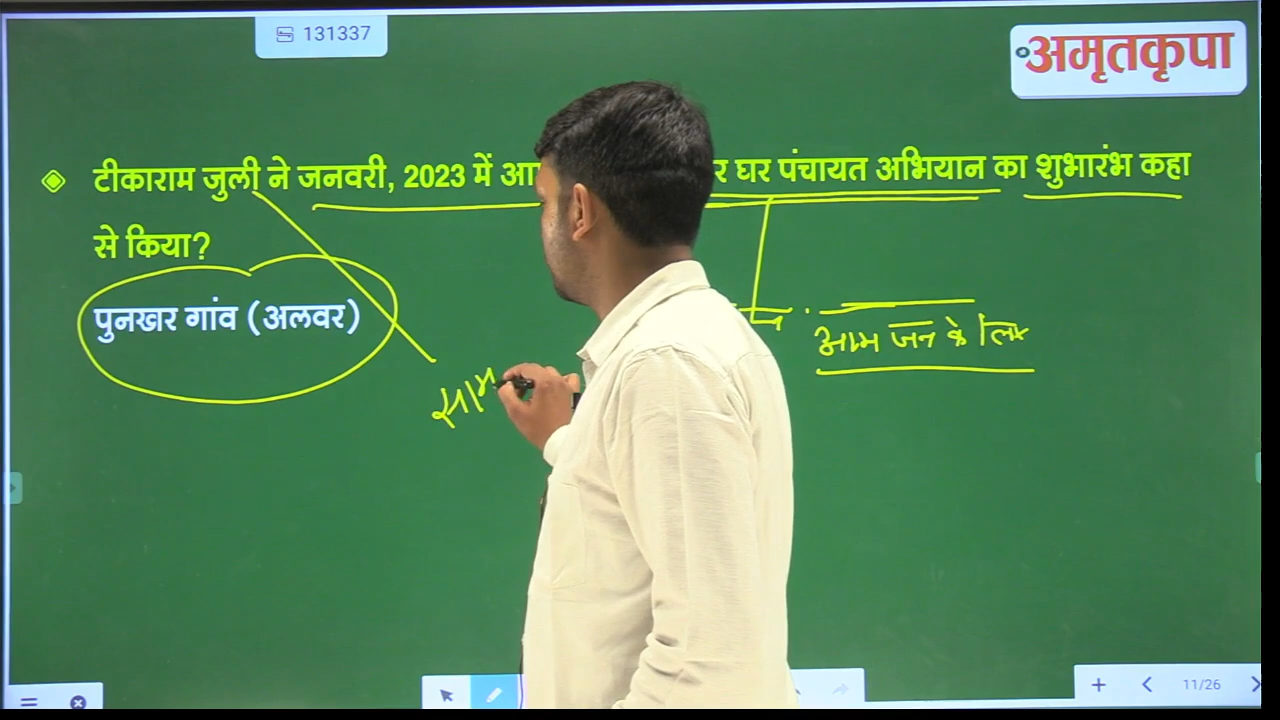 131337
अमृतकृपा
टीकाराम जुली ने जनवरी, 2023 में आ र घर पंचायत अभियान का शुभारंभ कहा
से किया?
पुनखर गांव (अलवर)
आम जन के लिए
साम
11/26